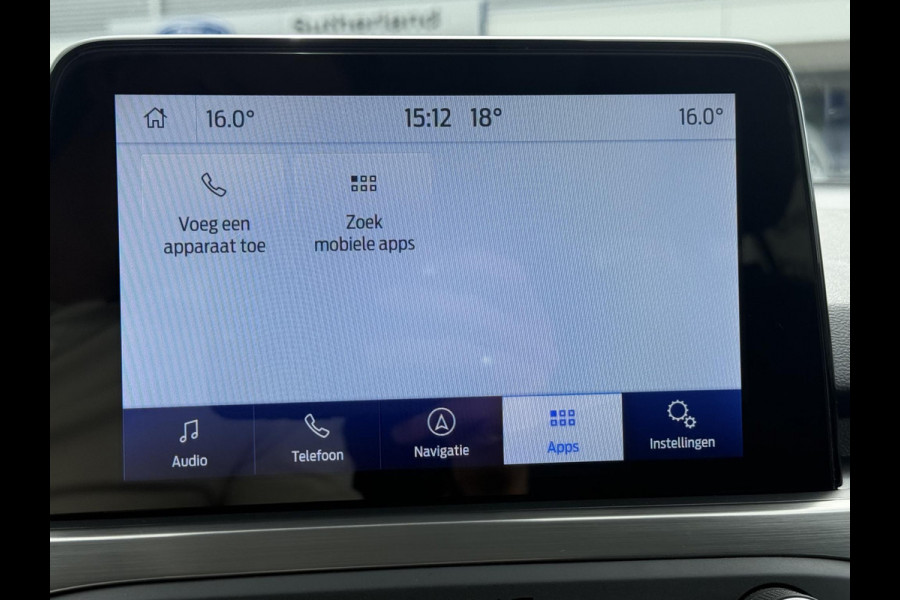 Sutherland
16.0° 15:12 18° 16.0°
Voeg een
apparaat toe
Zoek
mobiele apps
Audio Telefoon Navigatie Apps Instellingen